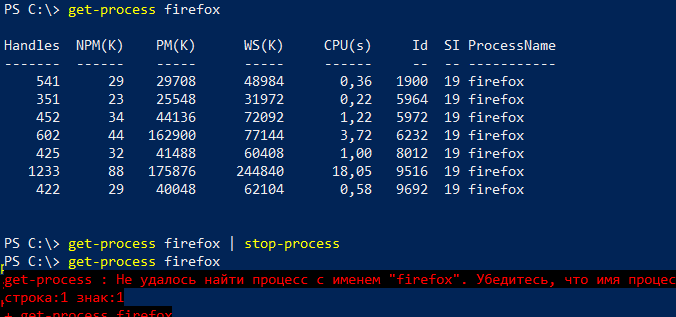 PS C:\> get-process firefox
Handles NPM(K) PM(K) WS(K) CPU(s) Id SI ProcessName
------- ------ ----- ----- ------ -- -- -----------
541 29 29708 48984 0,36 1900 19 firefox
351 23 25548 31972 0,22 5964 19 firefox
452 34 44136 72092 1,22 5972 19 firefox
602 44 162900 77144 3,72 6232 19 firefox
425 32 41488 60408 1,00 8012 19 firefox
1233 88 175876 244840 18,05 9516 19 firefox
422 29 40048 62104 0,58 9692 19 firefox
PS C:\> get-process firefox | stop-process
PS C:\> get-process firefox
get-process : Не удалось найти процесс с именем "firefox". Убедитесь, что имя процес
строка:1 знак:1
+ get-process firefox